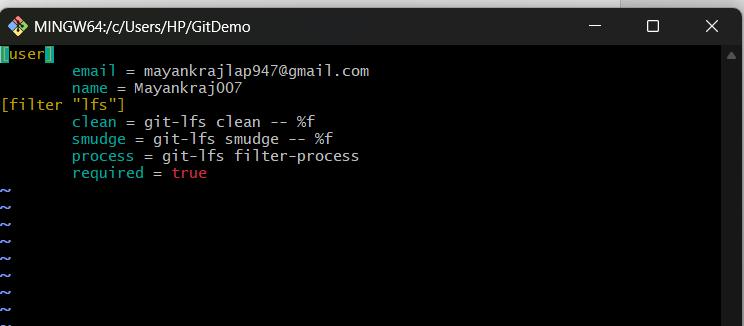 MINGW64:/c/Users/HP/GitDemo
[user]
        email = mayankrajlap947@gmail.com
        name = Mayankraj007
[filter "lfs"]
        clean = git-lfs clean -- %f
        smudge = git-lfs smudge -- %f
        process = git-lfs filter-process
        required = true
~
~
~
~
~
~
~
~
~